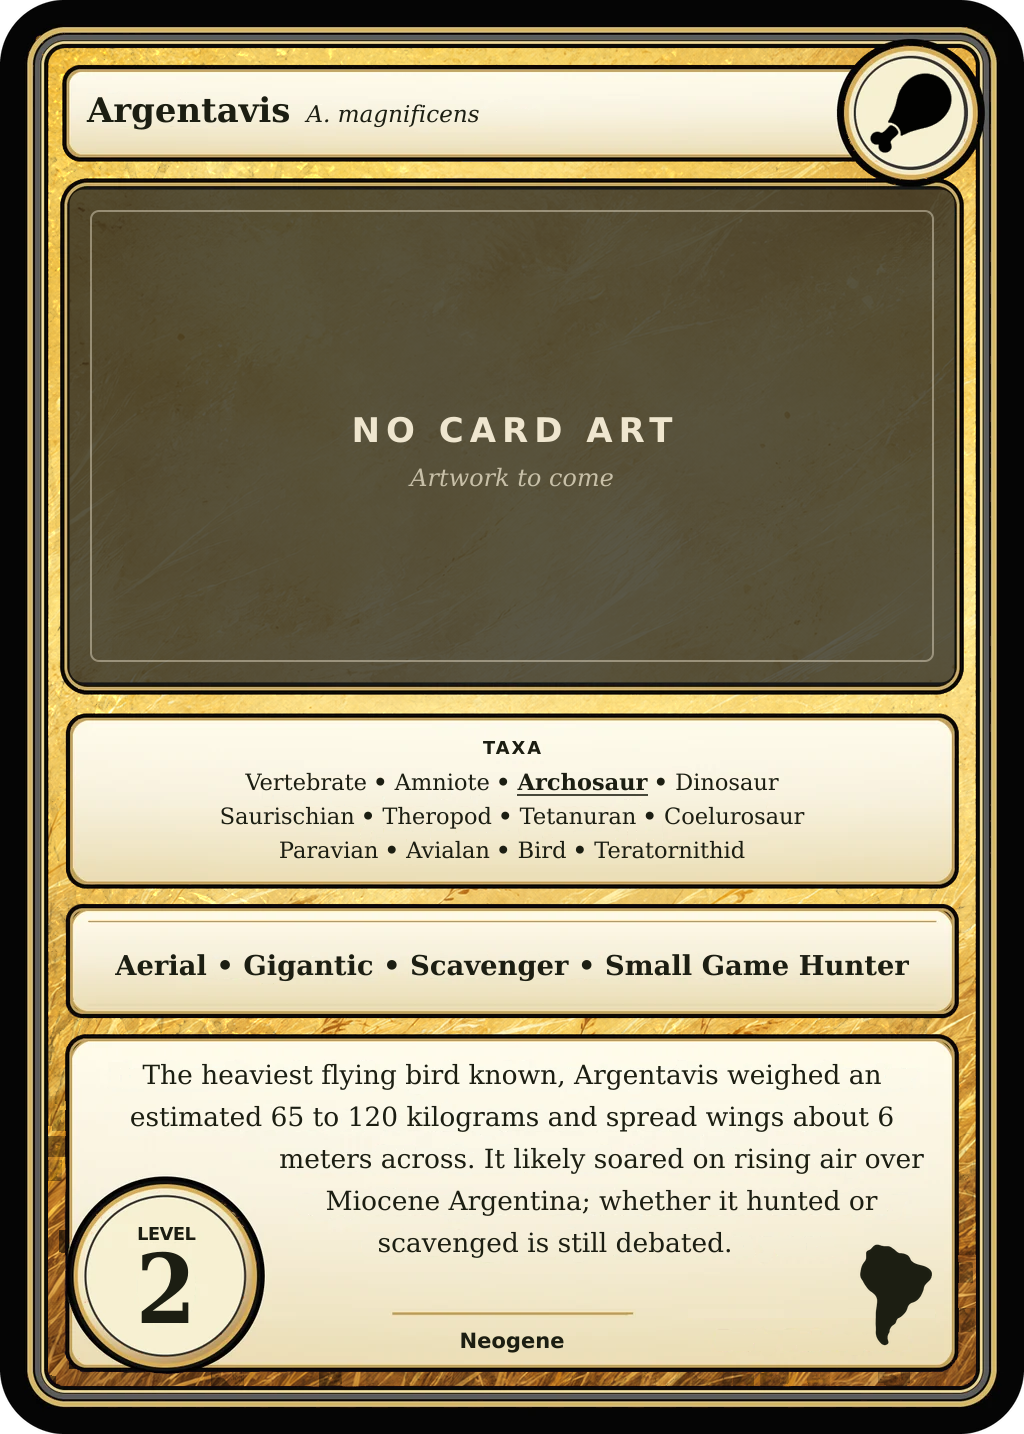 Argentavis A. magnificens
NO CARD ART
Artwork to come
TAXA
Vertebrate • Amniote • Archosaur • Dinosaur
Saurischian • Theropod • Tetanuran • Coelurosaur
Paravian • Avialan • Bird • Teratornithid
Aerial • Gigantic • Scavenger • Small Game Hunter
The heaviest flying bird known, Argentavis weighed an
estimated 65 to 120 kilograms and spread wings about 6
meters across. It likely soared on rising air over
Miocene Argentina; whether it hunted or
scavenged is still debated.
LEVEL
2
Neogene